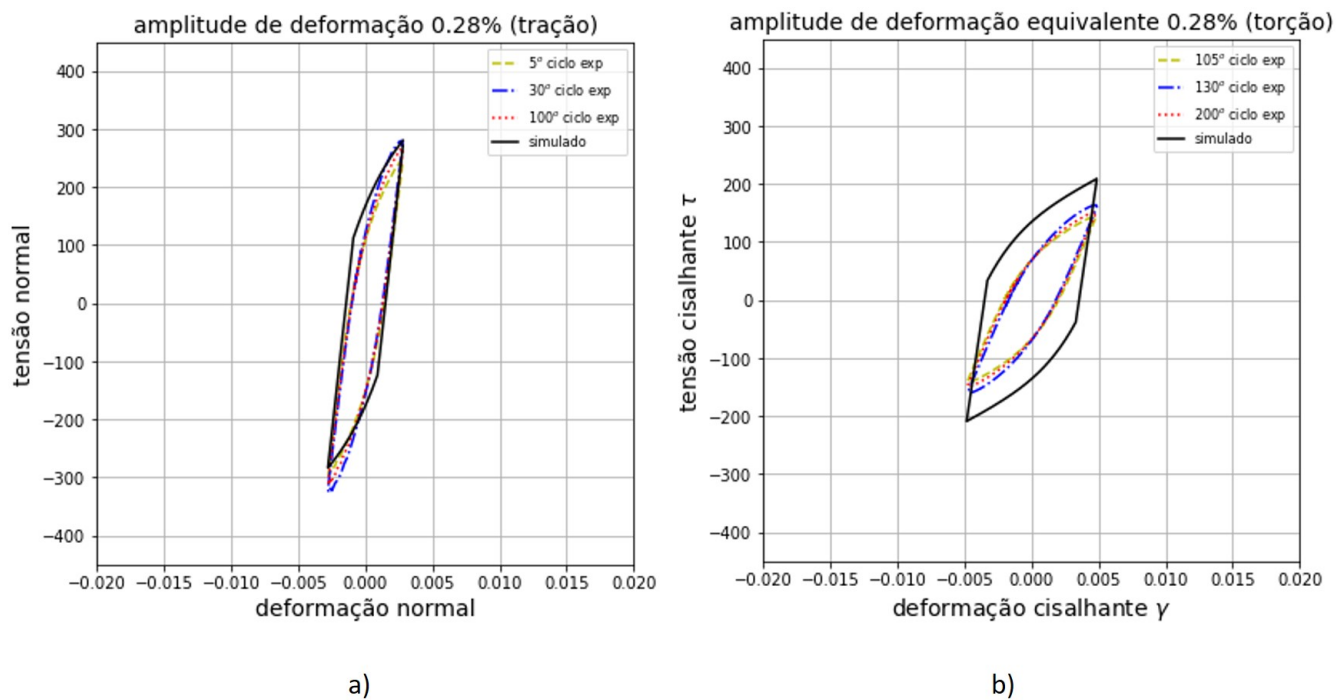 amplitude de deformação 0.28% (tração)
400
300
200
100
0
−100
−200
−300
−400
tensão normal
5º ciclo exp
30º ciclo exp
100º ciclo exp
simulado
−0.020 −0.015 −0.010 −0.005 0.000 0.005 0.010 0.015 0.020
deformação normal
a)
amplitude de deformação equivalente 0.28% (torção)
400
300
200
100
0
−100
−200
−300
−400
tensão cisalhante τ
105º ciclo exp
130º ciclo exp
200º ciclo exp
simulado
−0.020 −0.015 −0.010 −0.005 0.000 0.005 0.010 0.015 0.020
deformação cisalhante γ
b)